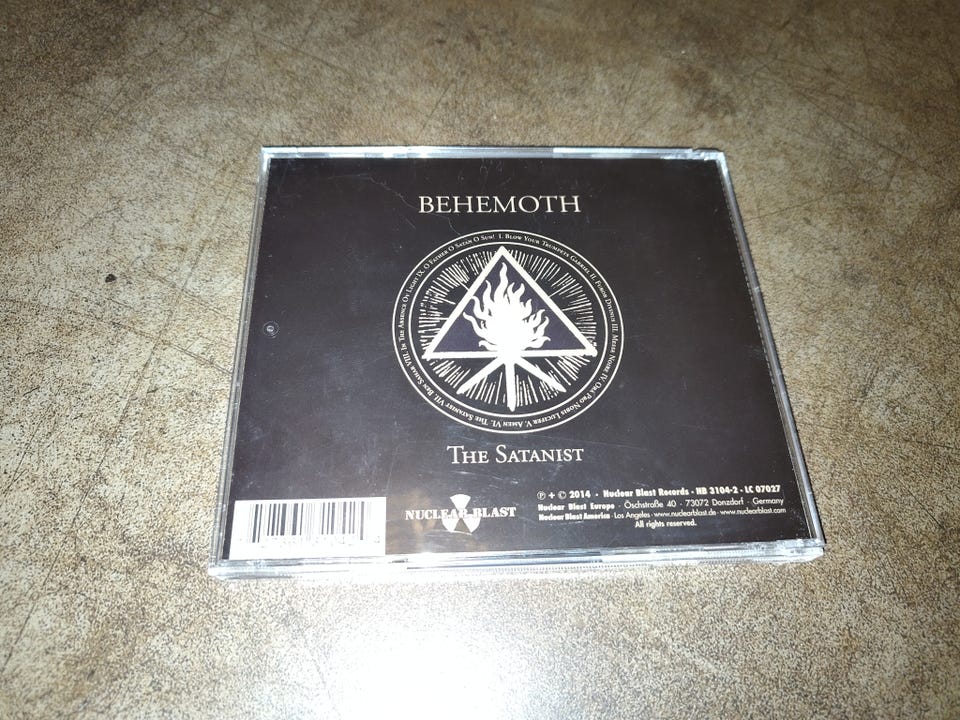 BEHEMOTH
I. Blow Your Trumpets Gabriel II. Furor Divinus III. Messe Noire IV. Ora Pro Nobis Lucifer V. Amen VI. The Satanist VII. Ben Sahar VIII. In The Absence Ov Light IX. O Father O Satan O Sun!
The Satanist
NUCLEAR BLAST
℗ + © 2014 · Nuclear Blast Records · NB 3104-2 · LC 07027
Nuclear Blast Europe · Oschstraße 40 · 73072 Donzdorf · Germany
Nuclear Blast America · Los Angeles · www.nuclearblast.de · www.nuclearblast.com
All rights reserved.